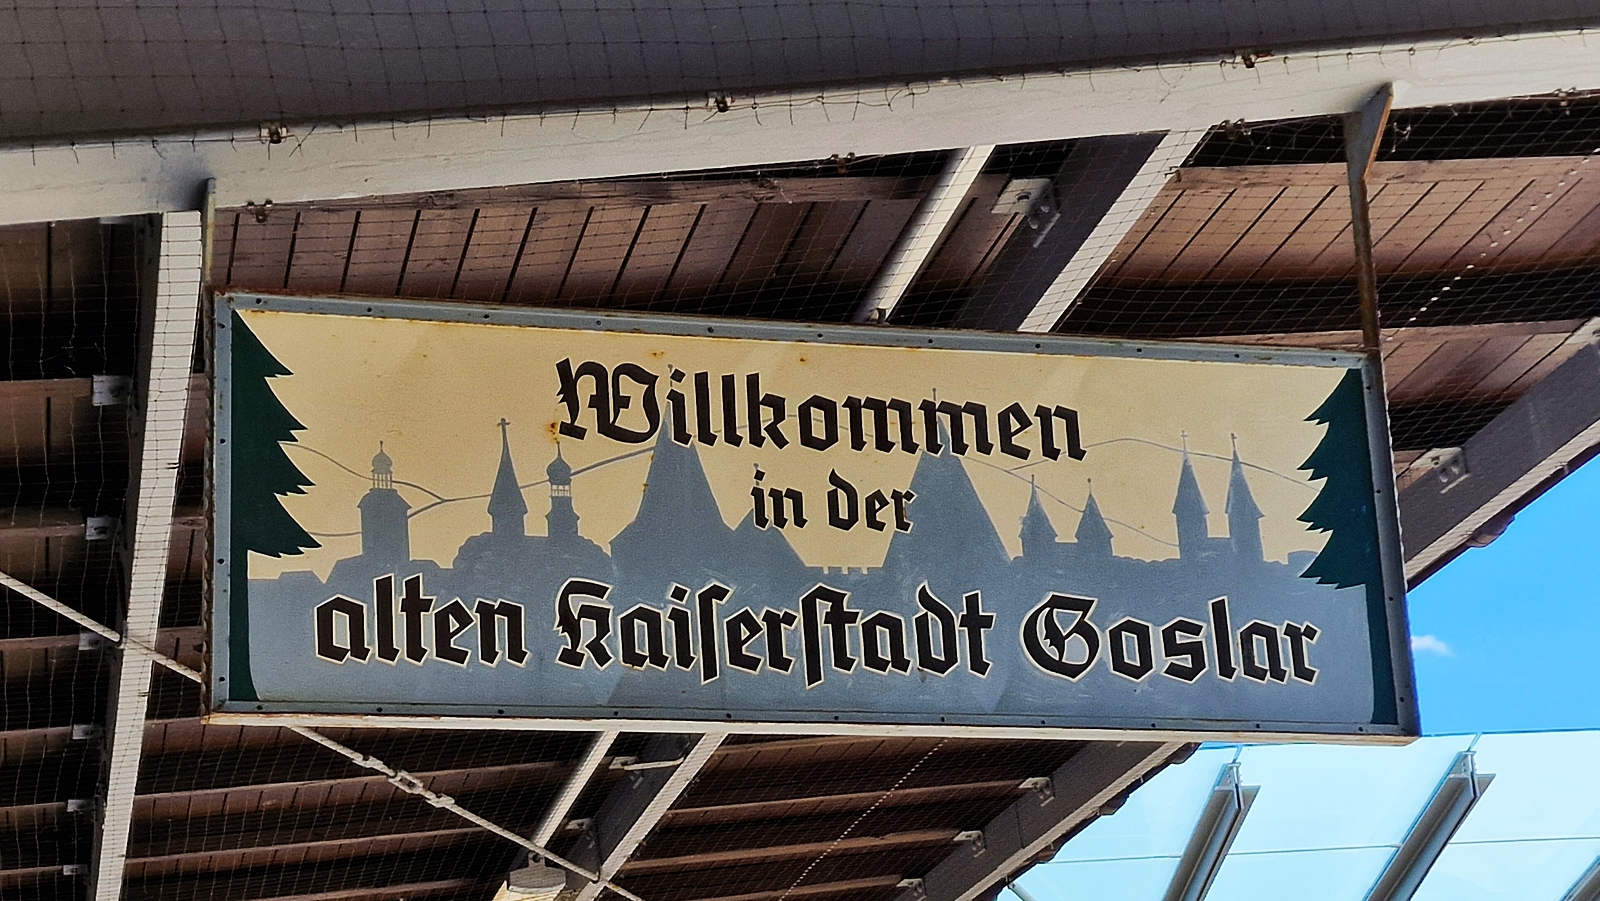 Willkommen
in der
alten Kaiſerſtadt Goslar